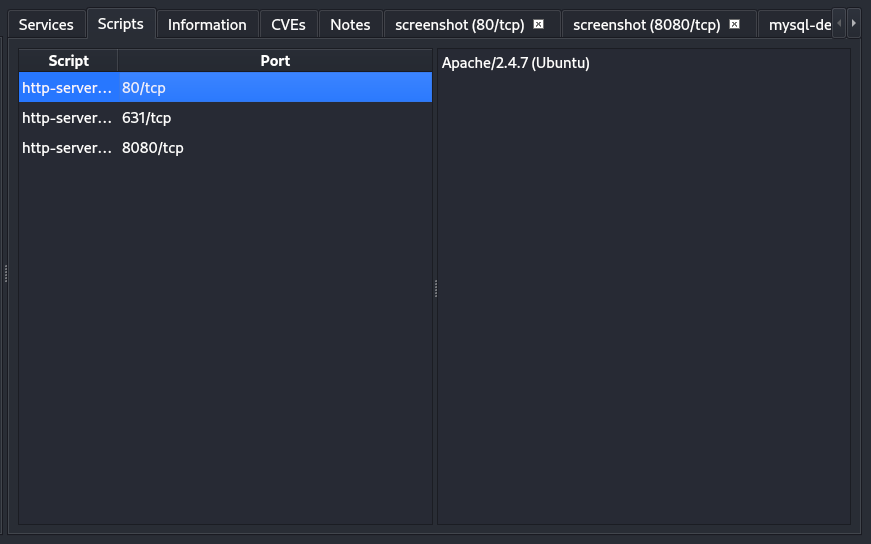 Services Scripts Information CVEs Notes screenshot (80/tcp) screenshot (8080/tcp) mysql-de
Script Port
http-server... 80/tcp
http-server... 631/tcp
http-server... 8080/tcp
Apache/2.4.7 (Ubuntu)